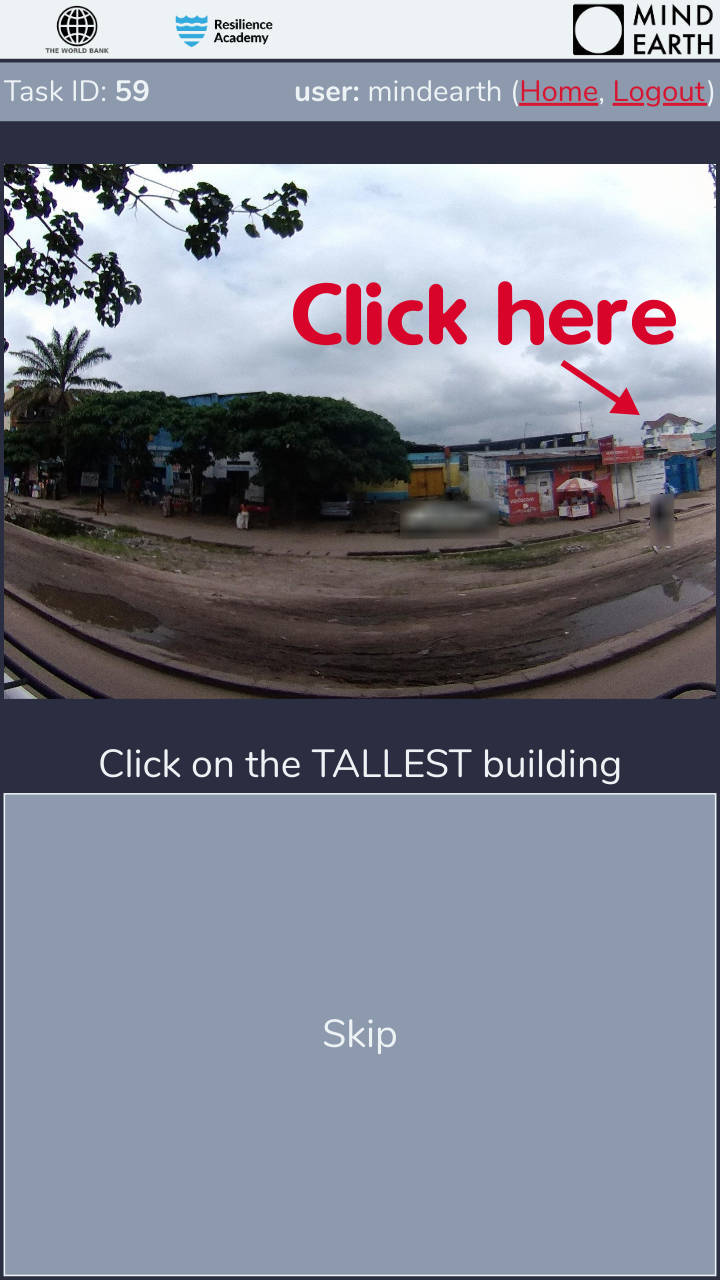 THE WORLD BANK
Resilience
Academy
MIND
EARTH
Task ID: 59
user: mindearth (Home, Logout)
Click here
vodacom
Click on the TALLEST building
Skip